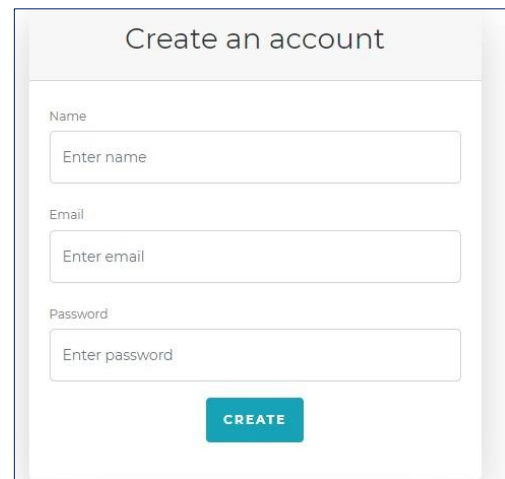 Create an account
Name
Enter name
Email
Enter email
Password
Enter password
CREATE